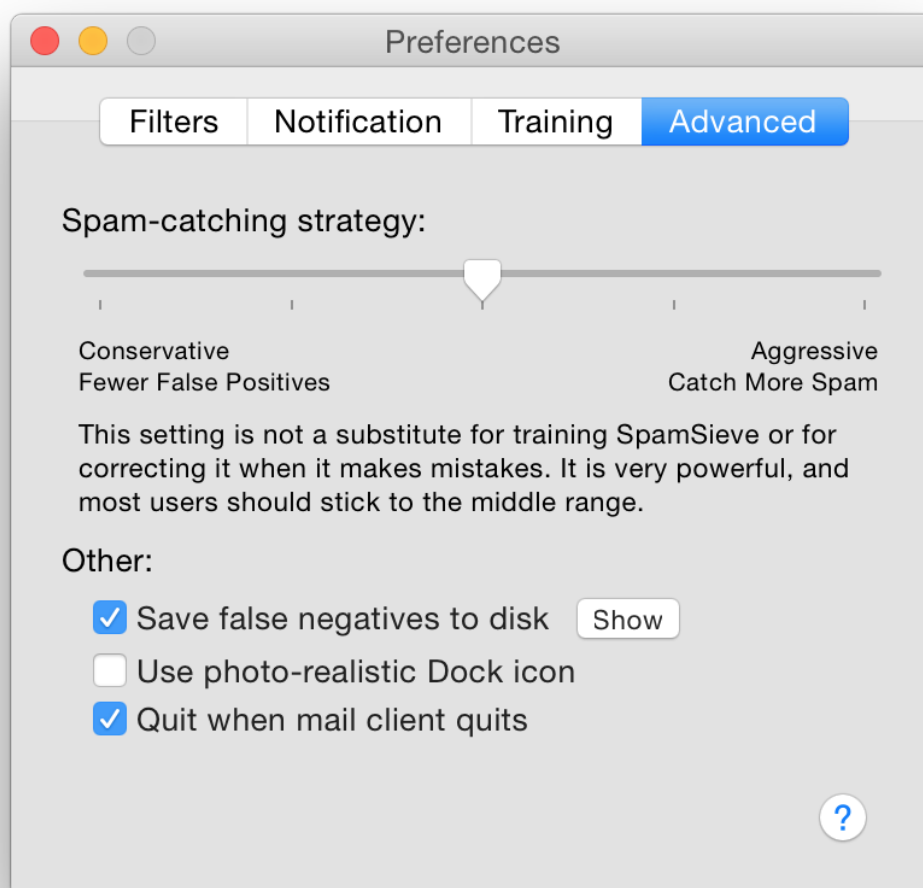 Preferences
Filters Notification Training Advanced
Spam-catching strategy:
Conservative Aggressive
Fewer False Positives Catch More Spam
This setting is not a substitute for training SpamSieve or for
correcting it when it makes mistakes. It is very powerful, and
most users should stick to the middle range.
Other:
Save false negatives to disk Show
Use photo-realistic Dock icon
Quit when mail client quits
?